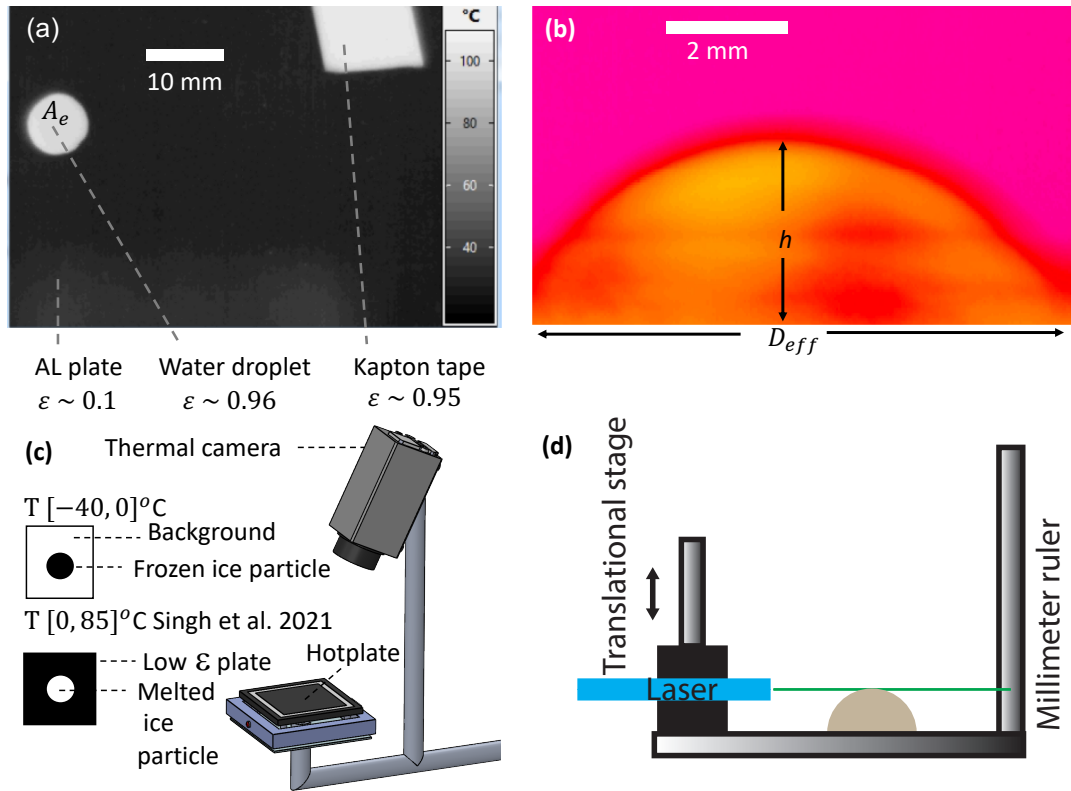 (a)
10 mm
A_e
°C
100
80
60
40
AL plate
ε ~ 0.1
Water droplet
ε ~ 0.96
Kapton tape
ε ~ 0.95
(b)
2 mm
h
D_eff
(c)
Thermal camera
T [−40, 0]°C
Background
Frozen ice particle
T [0, 85]°C Singh et al. 2021
Low ε plate
Melted
ice
particle
Hotplate
(d)
Translational stage
Laser
Millimeter ruler